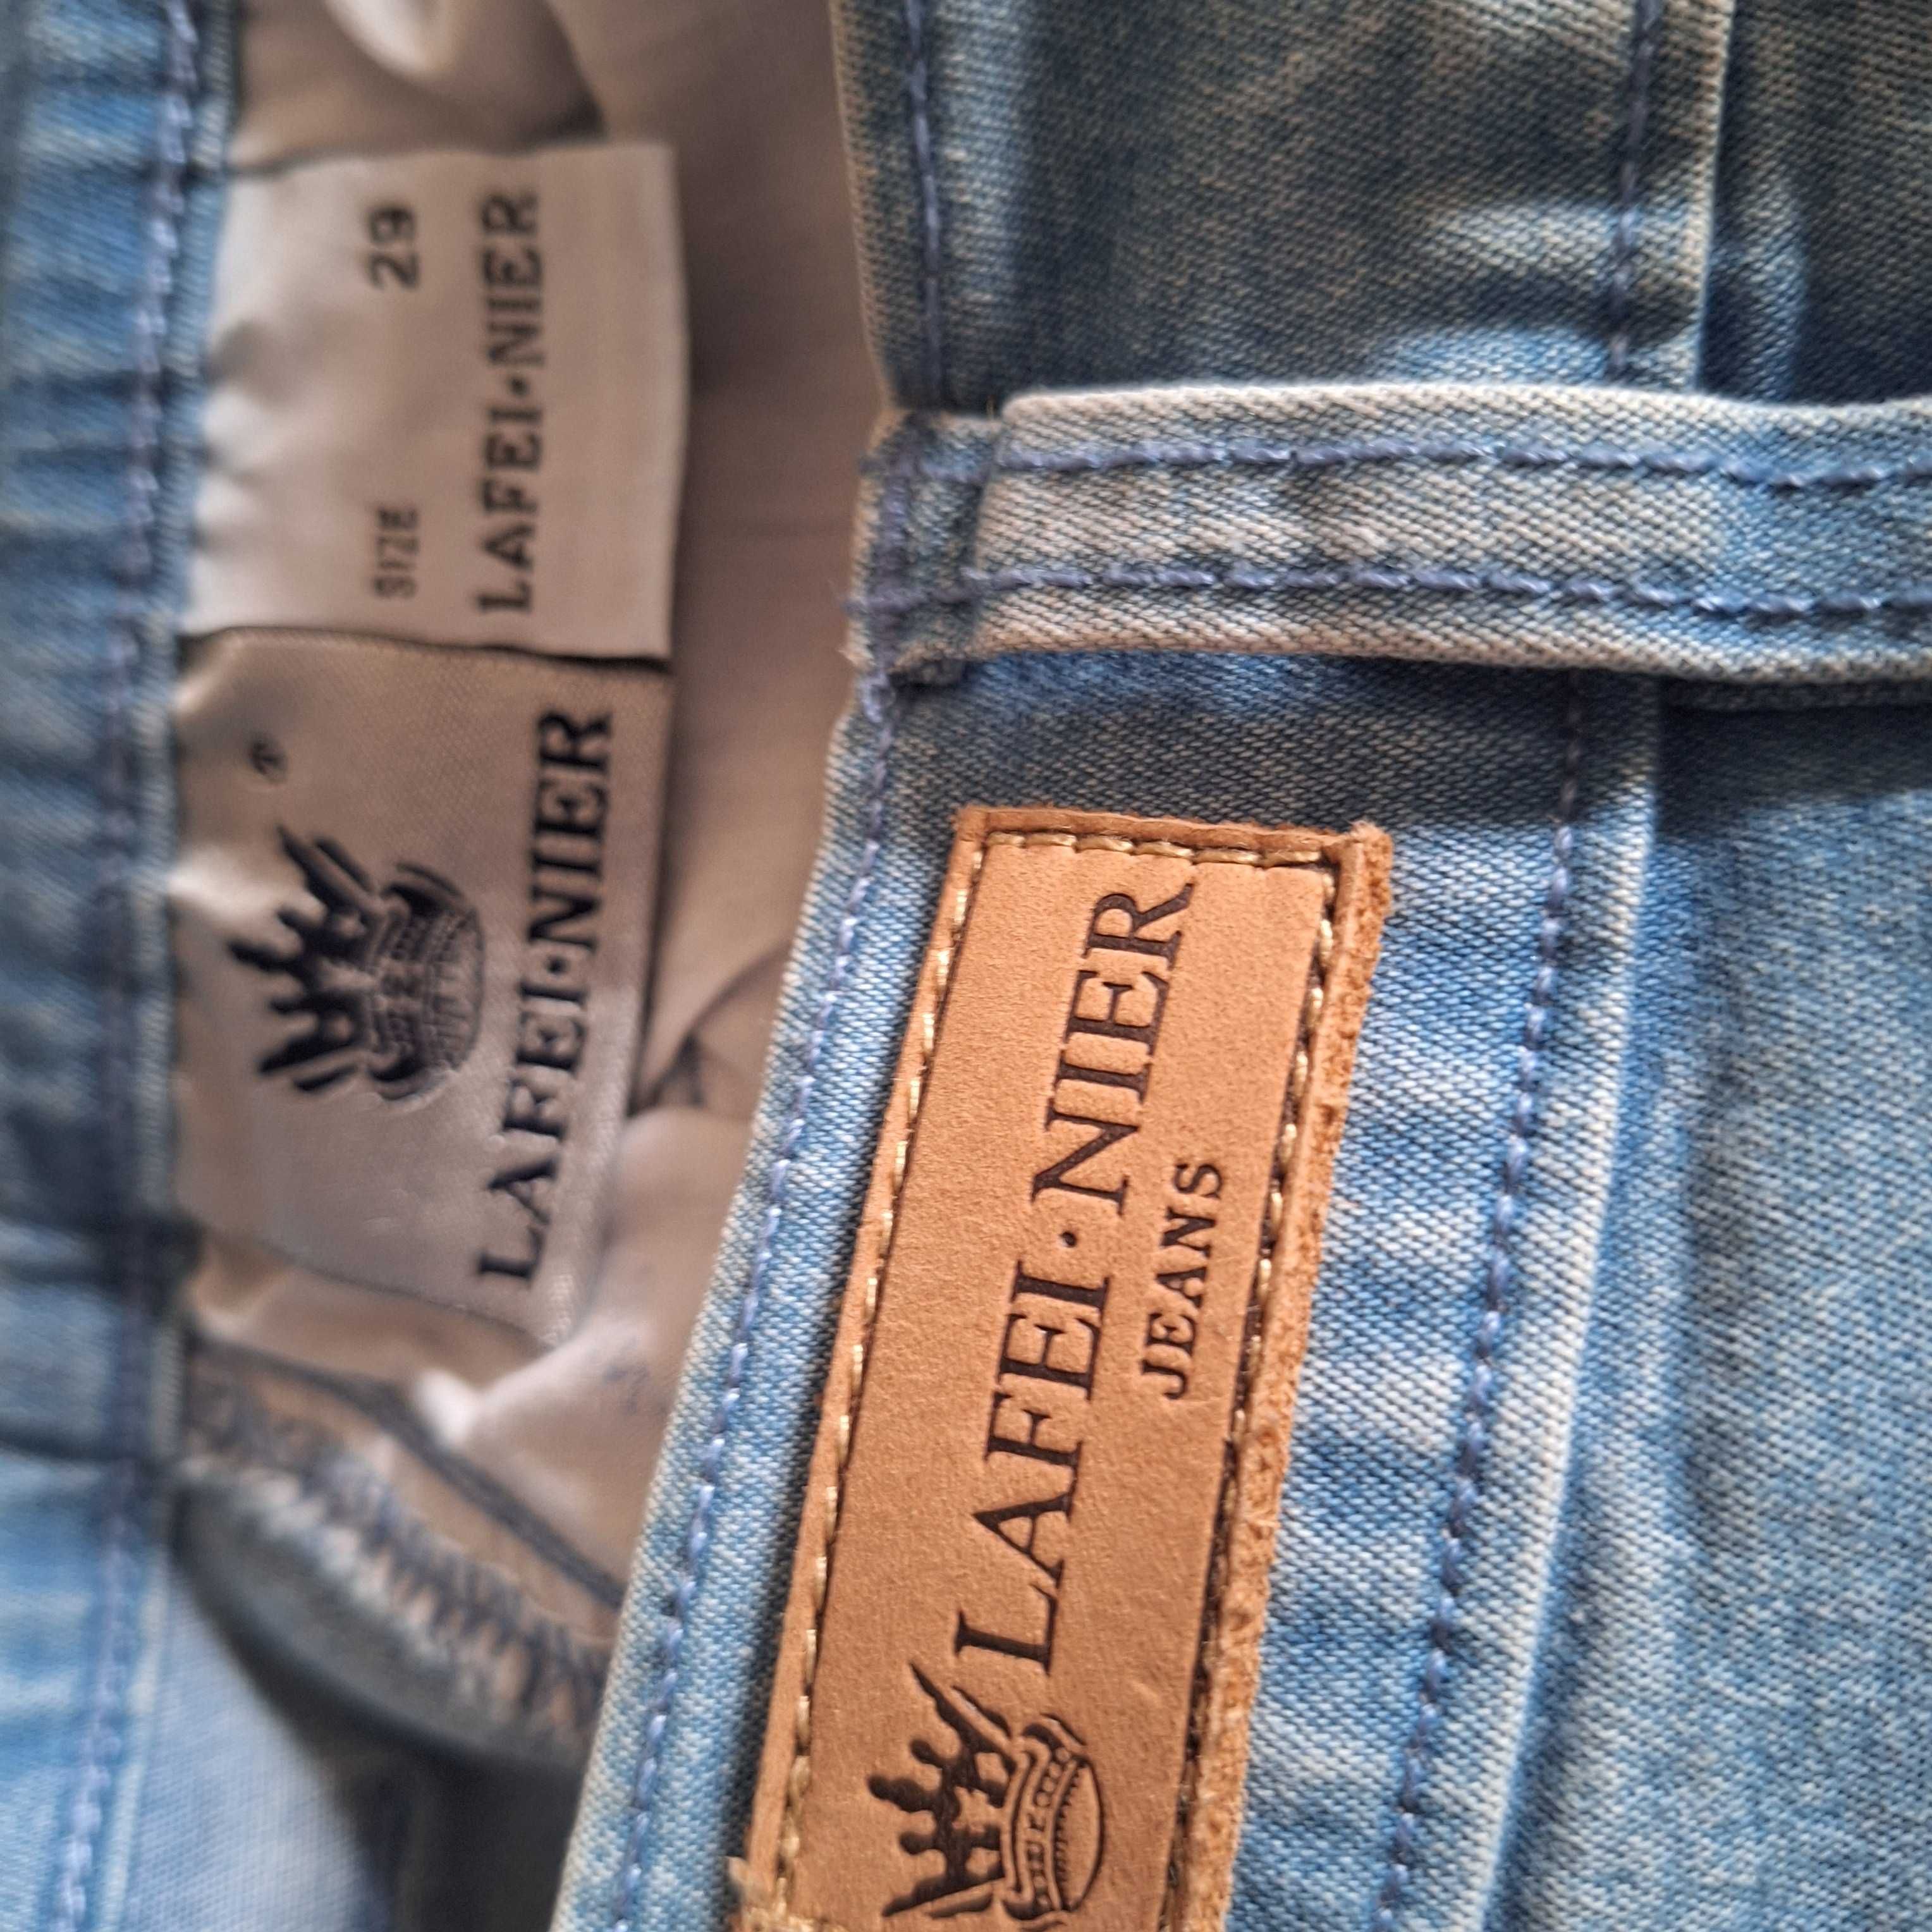 SIZE 29
LAFEI·NIER
®
LAFEI·NIER
LAFEI·NIER
JEANS